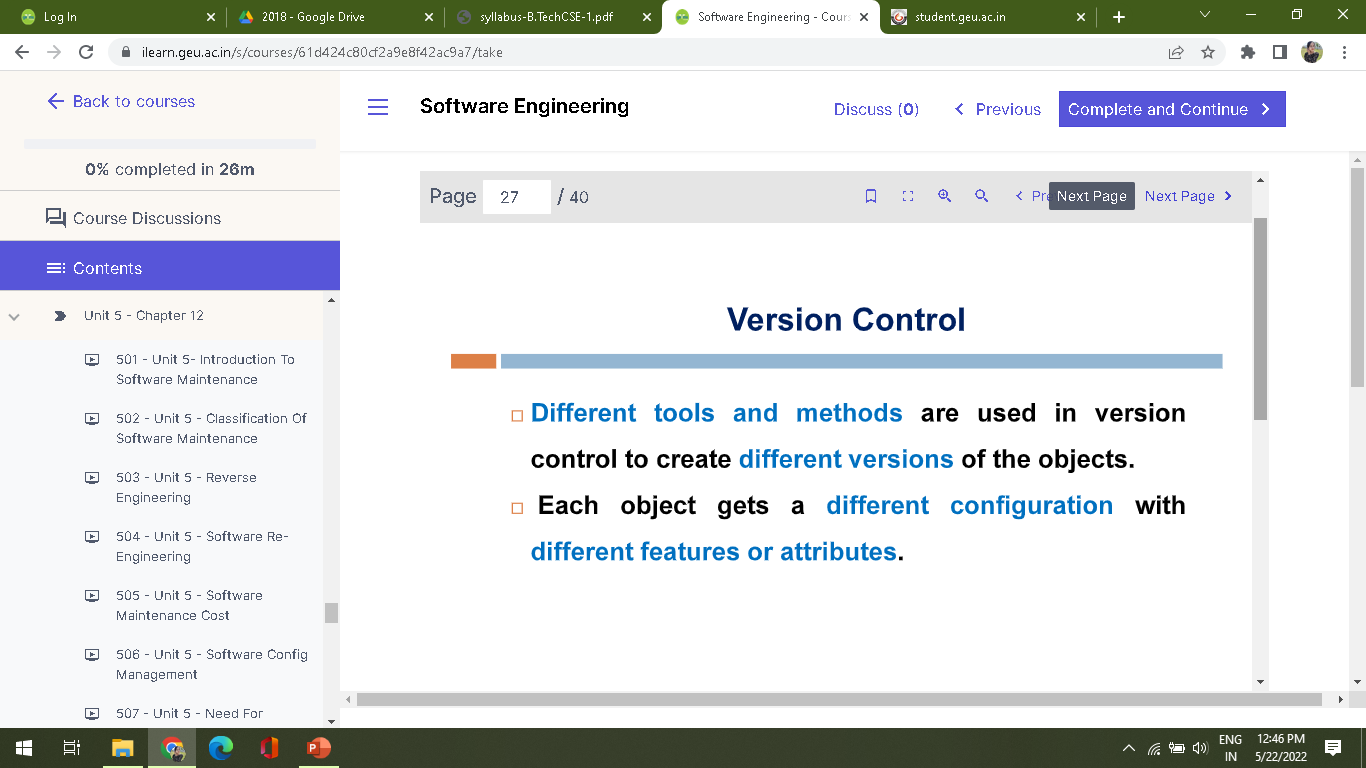 Log In
2018 - Google Drive
syllabus-B.TechCSE-1.pdf
Software Engineering - Cour
student.geu.ac.in
ilearn.geu.ac.in/s/courses/61d424c80cf2a9e8f42ac9a7/take
Back to courses
0% completed in 26m
Course Discussions
Contents
Unit 5 - Chapter 12
501 - Unit 5- Introduction To
Software Maintenance
502 - Unit 5 - Classification Of
Software Maintenance
503 - Unit 5 - Reverse
Engineering
504 - Unit 5 - Software Re-
Engineering
505 - Unit 5 - Software
Maintenance Cost
506 - Unit 5 - Software Config
Management
507 - Unit 5 - Need For
Software Engineering
Discuss (0)
Previous
Complete and Continue
Page 27 / 40
Pre
Next Page
Next Page
Version Control
Different tools and methods are used in version
control to create different versions of the objects.
Each object gets a different configuration with
different features or attributes.
ENG
IN
12:46 PM
5/22/2022